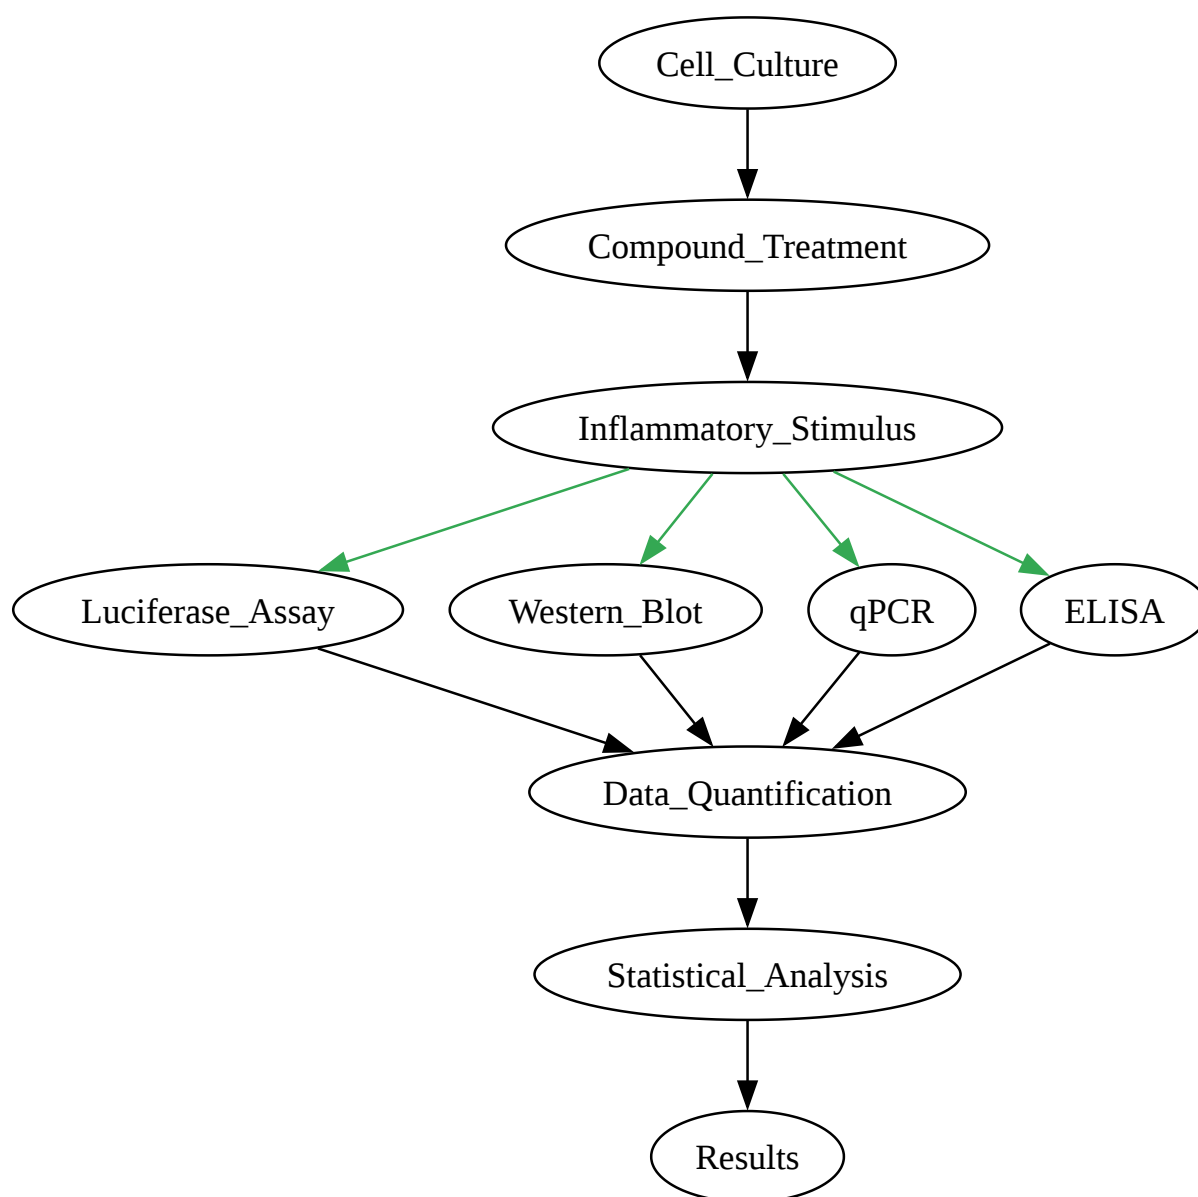 Cell_Culture
Compound_Treatment
Inflammatory_Stimulus
Luciferase_Assay
Western_Blot
qPCR
ELISA
Data_Quantification
Statistical_Analysis
Results